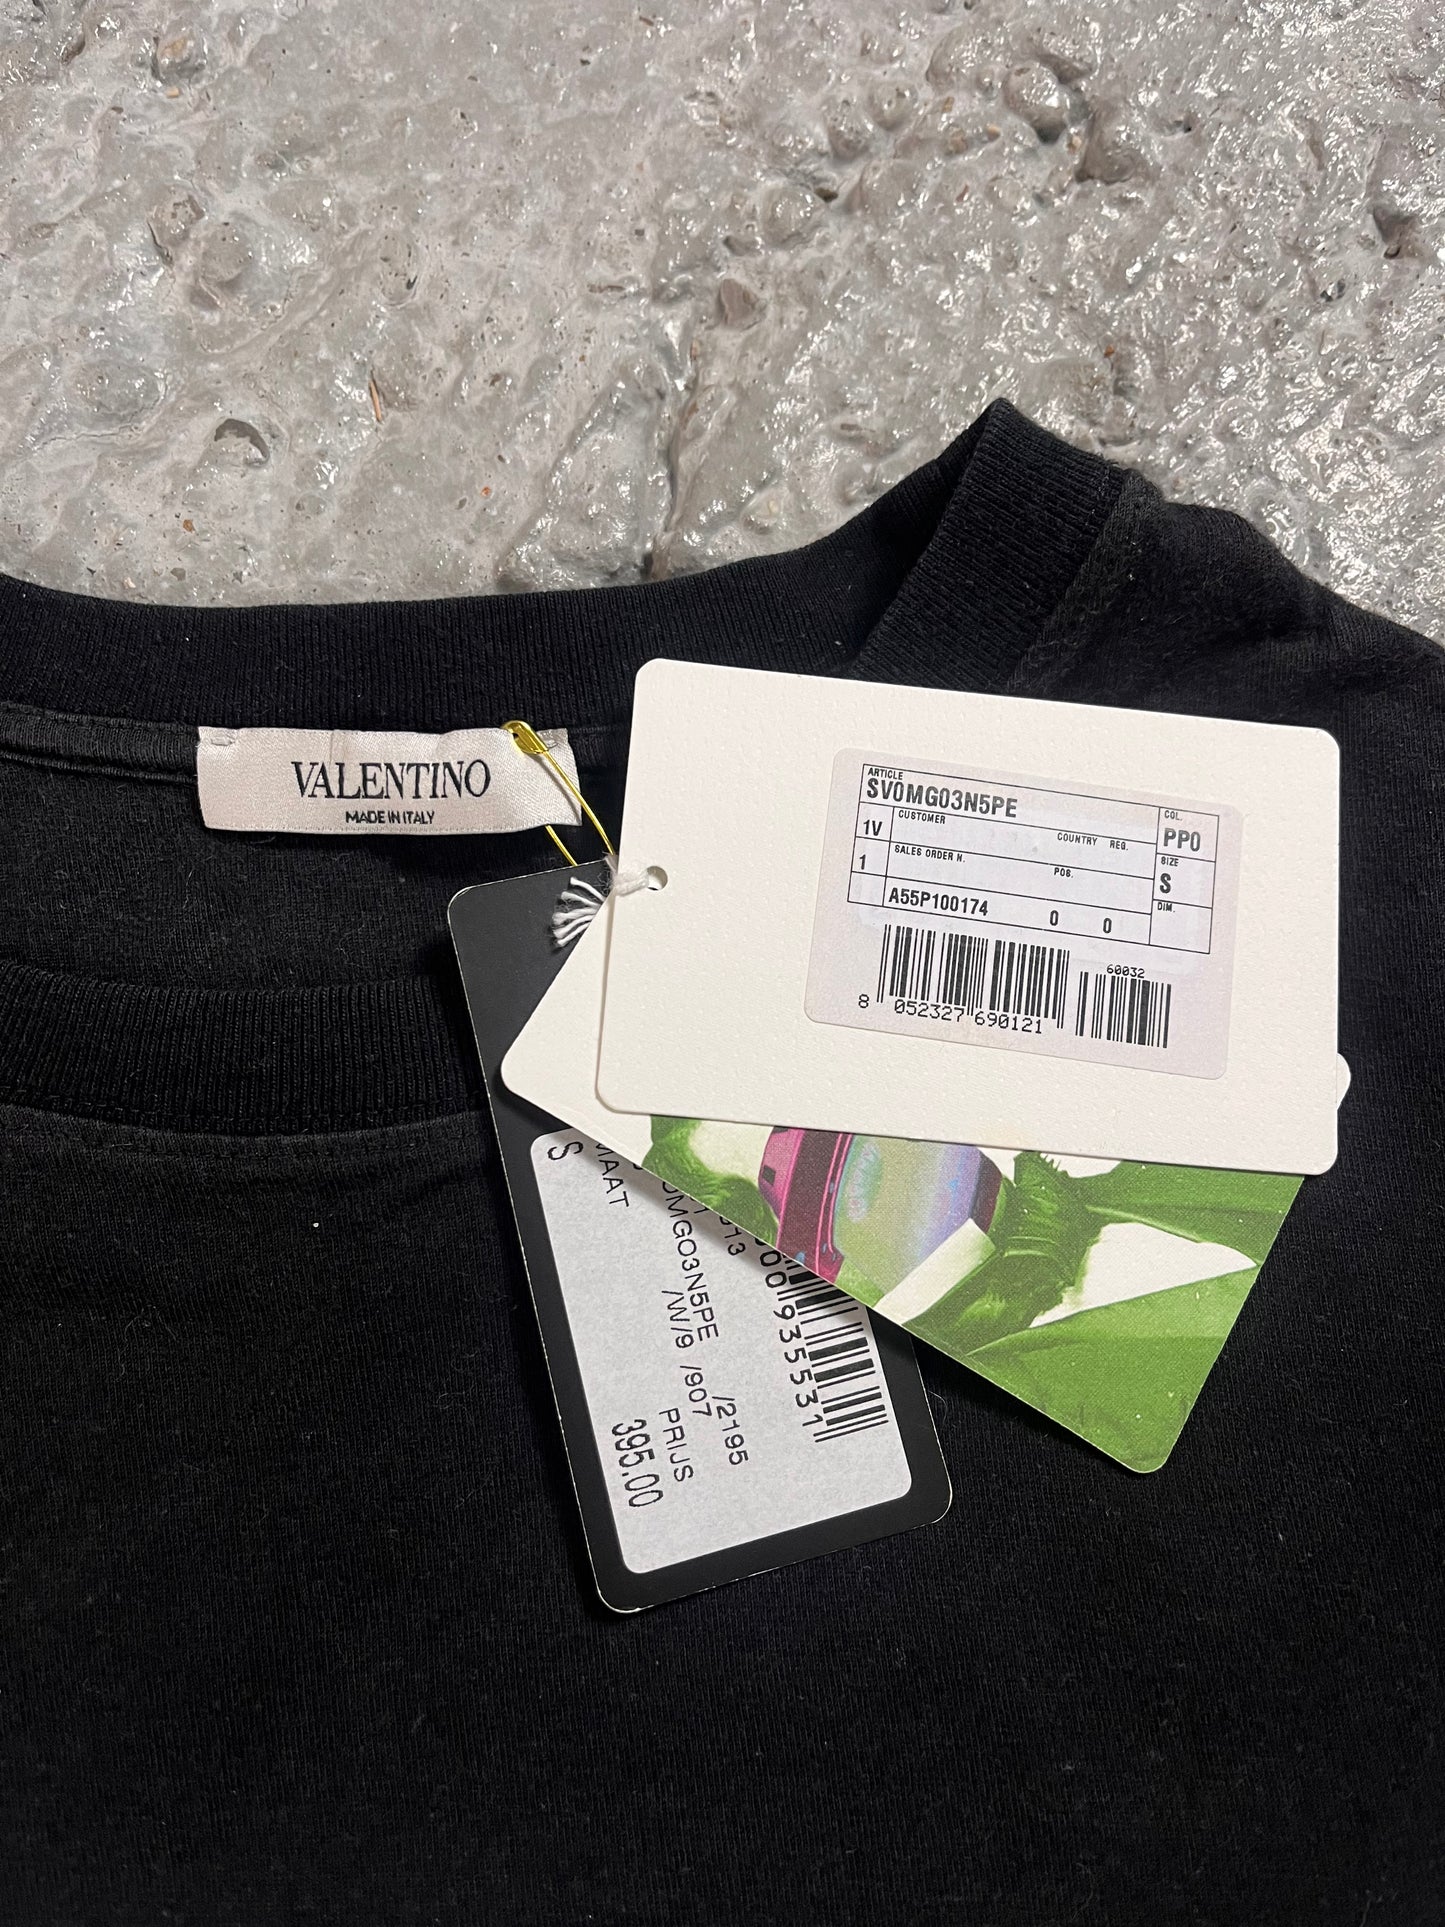 VALENTINO
MADE IN ITALY
ARTICLE
SV0MG03N5PE
COL.
PP0
1V
CUSTOMER
COUNTRY REG.
SIZE
S
1
SALES ORDER N.
POS.
DIM.
A55P100174 0 0
60032
8 052327 690121
S
MAAT
0MG03N5PE
/W/9 /907
/2195
PRIJS
395.00